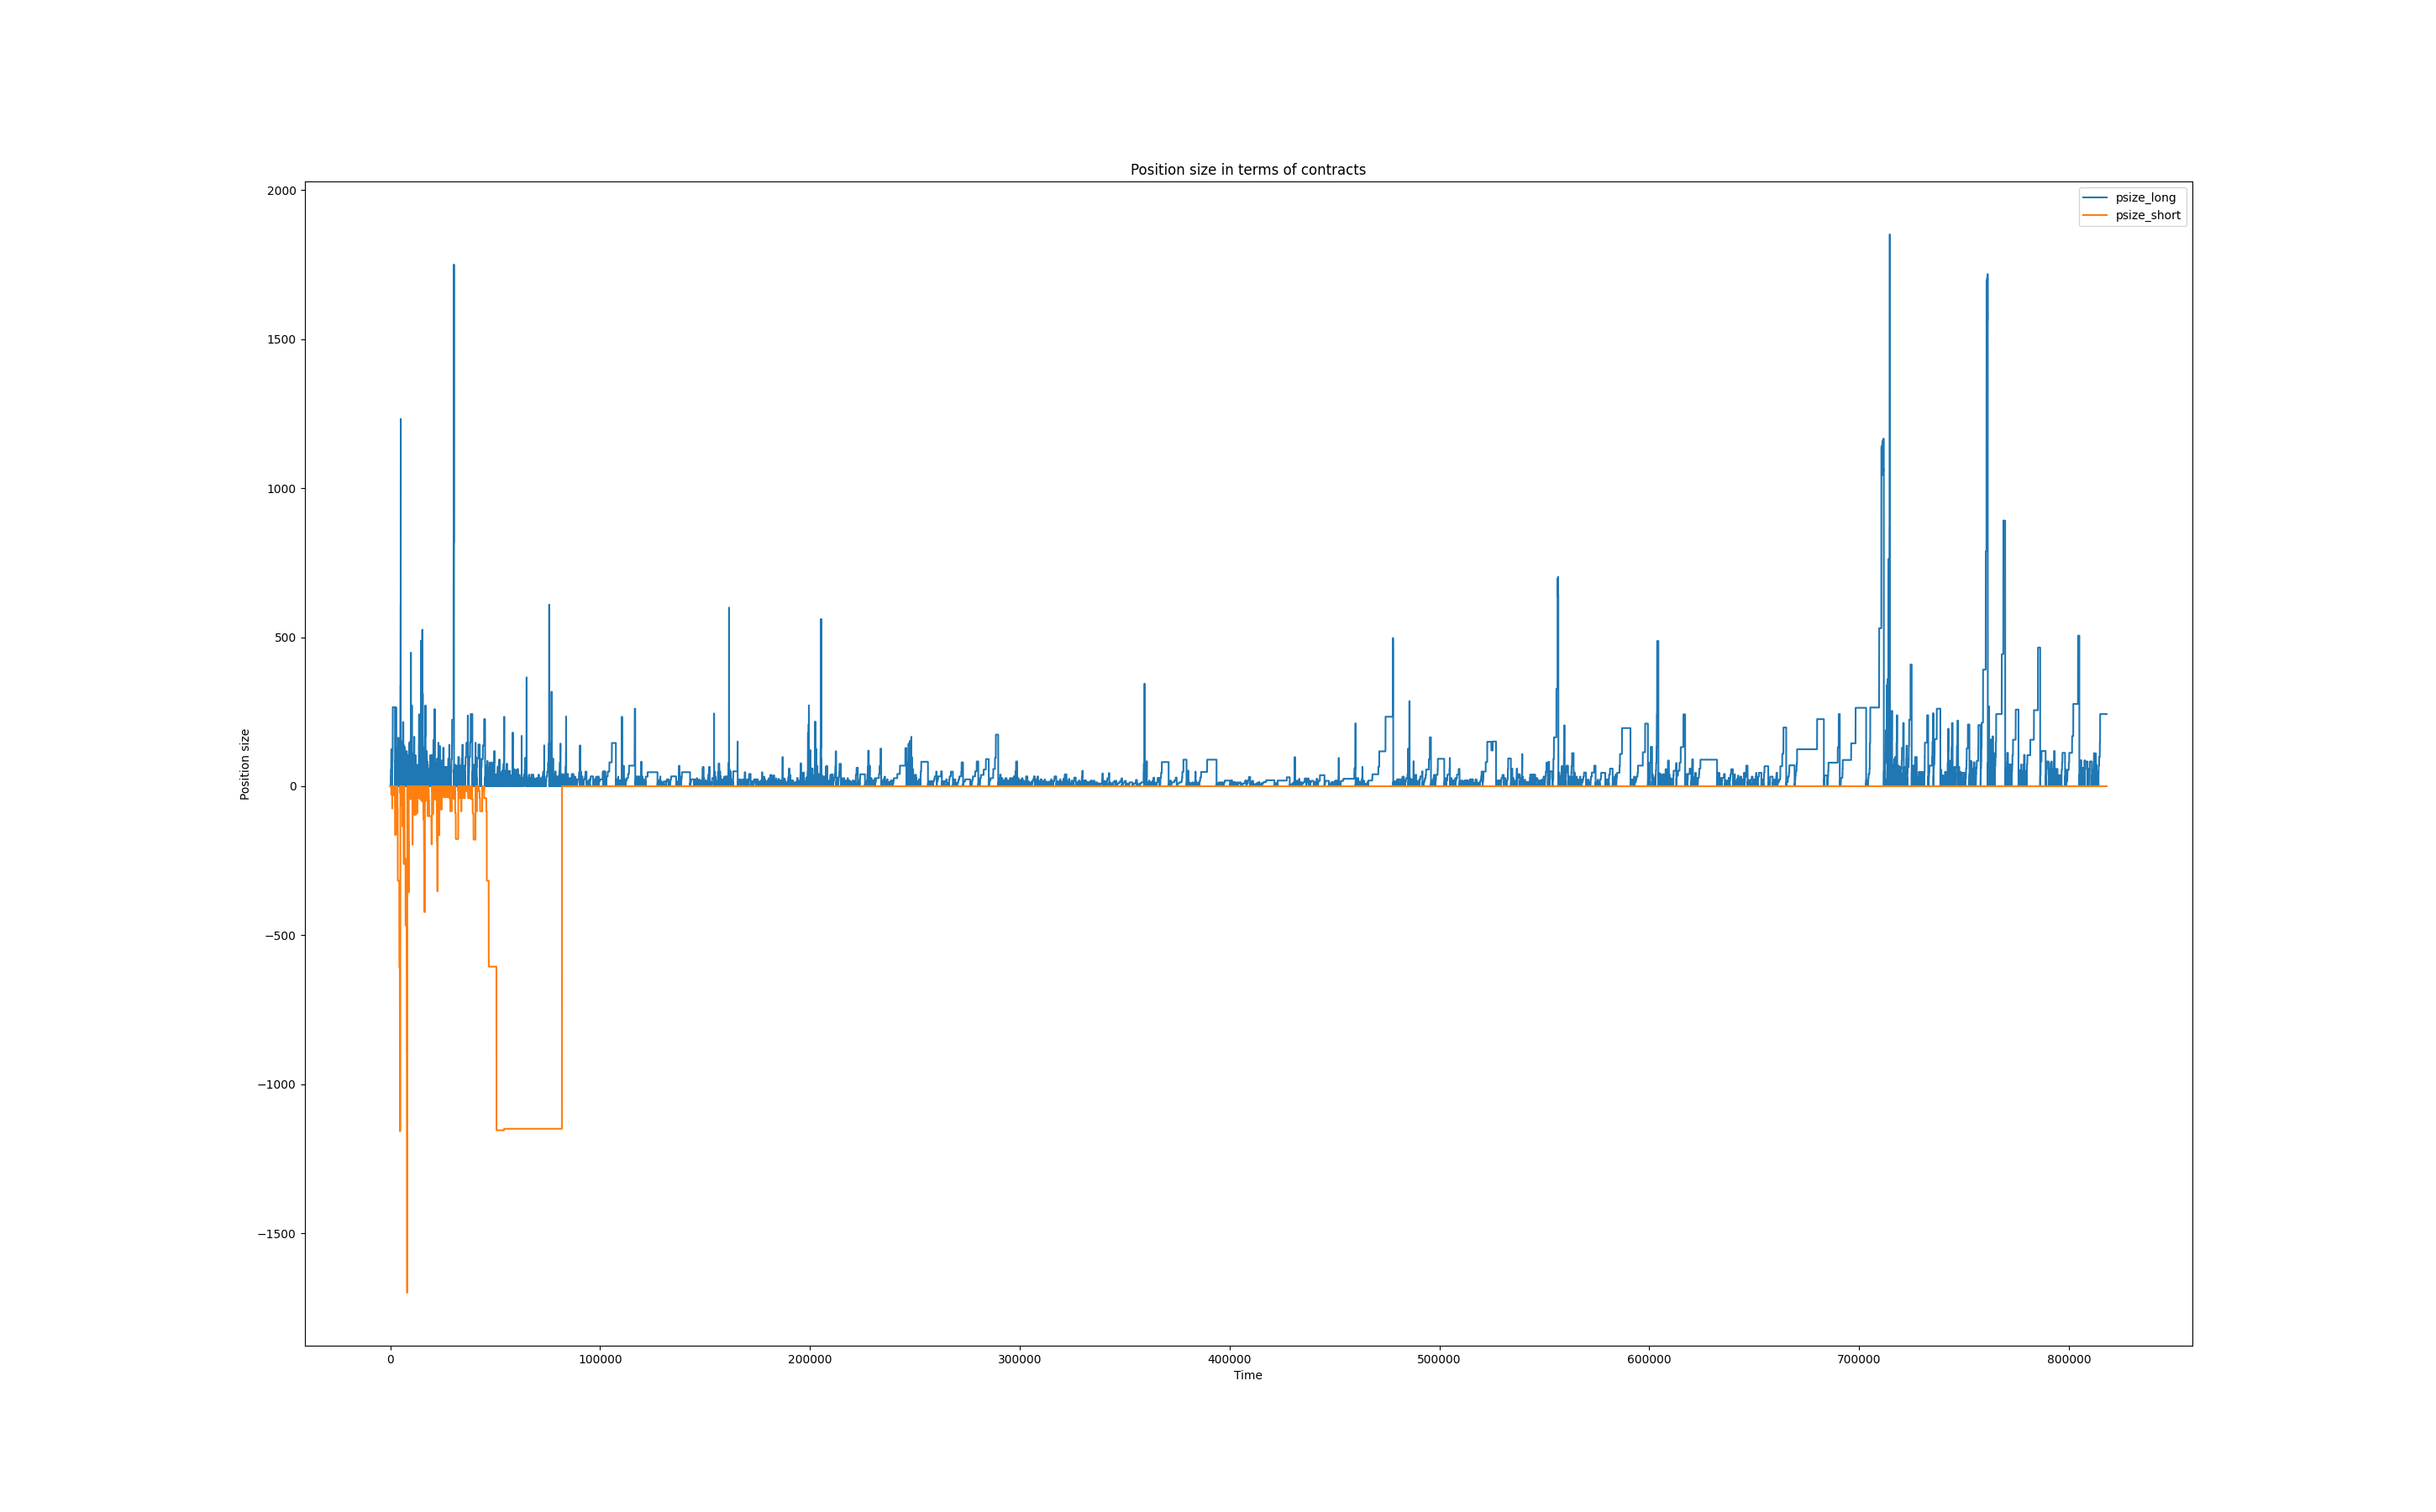 Position size in terms of contracts
psize_long
psize_short
2000
1500
1000
500
0
−500
−1000
−1500
Position size
0 100000 200000 300000 400000 500000 600000 700000 800000
Time